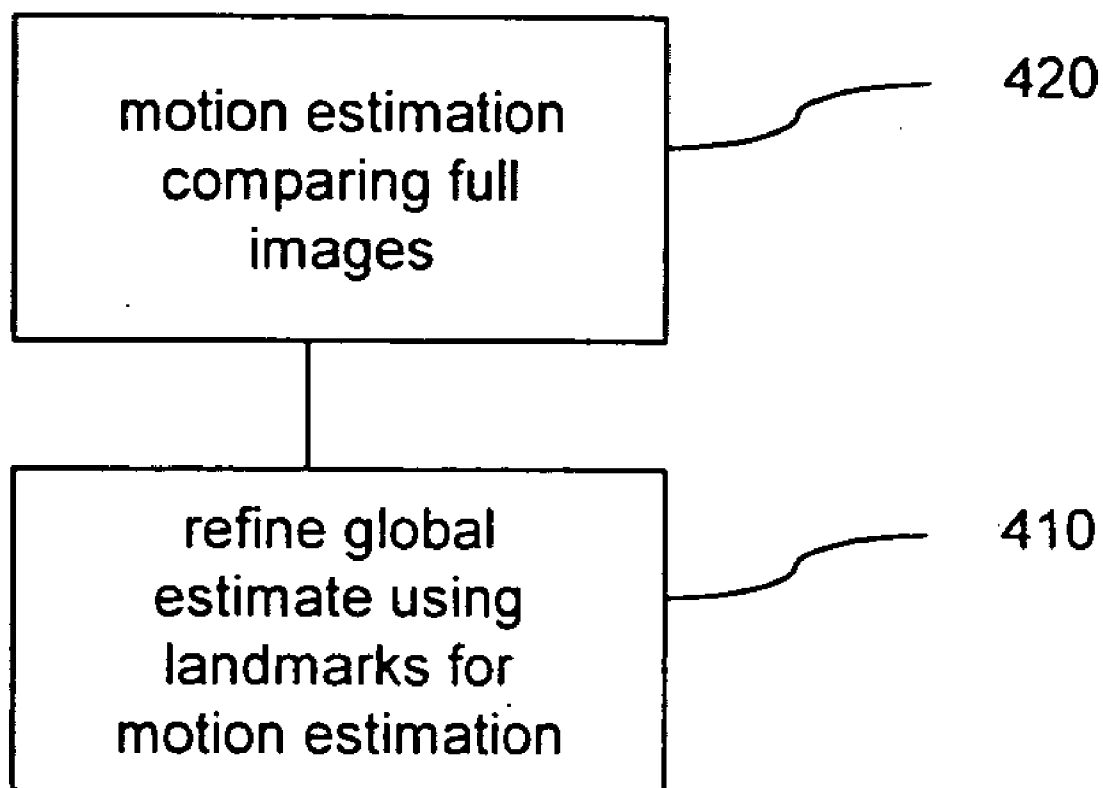 motion estimation
comparing full
images
420
refine global
estimate using
landmarks for
motion estimation
410